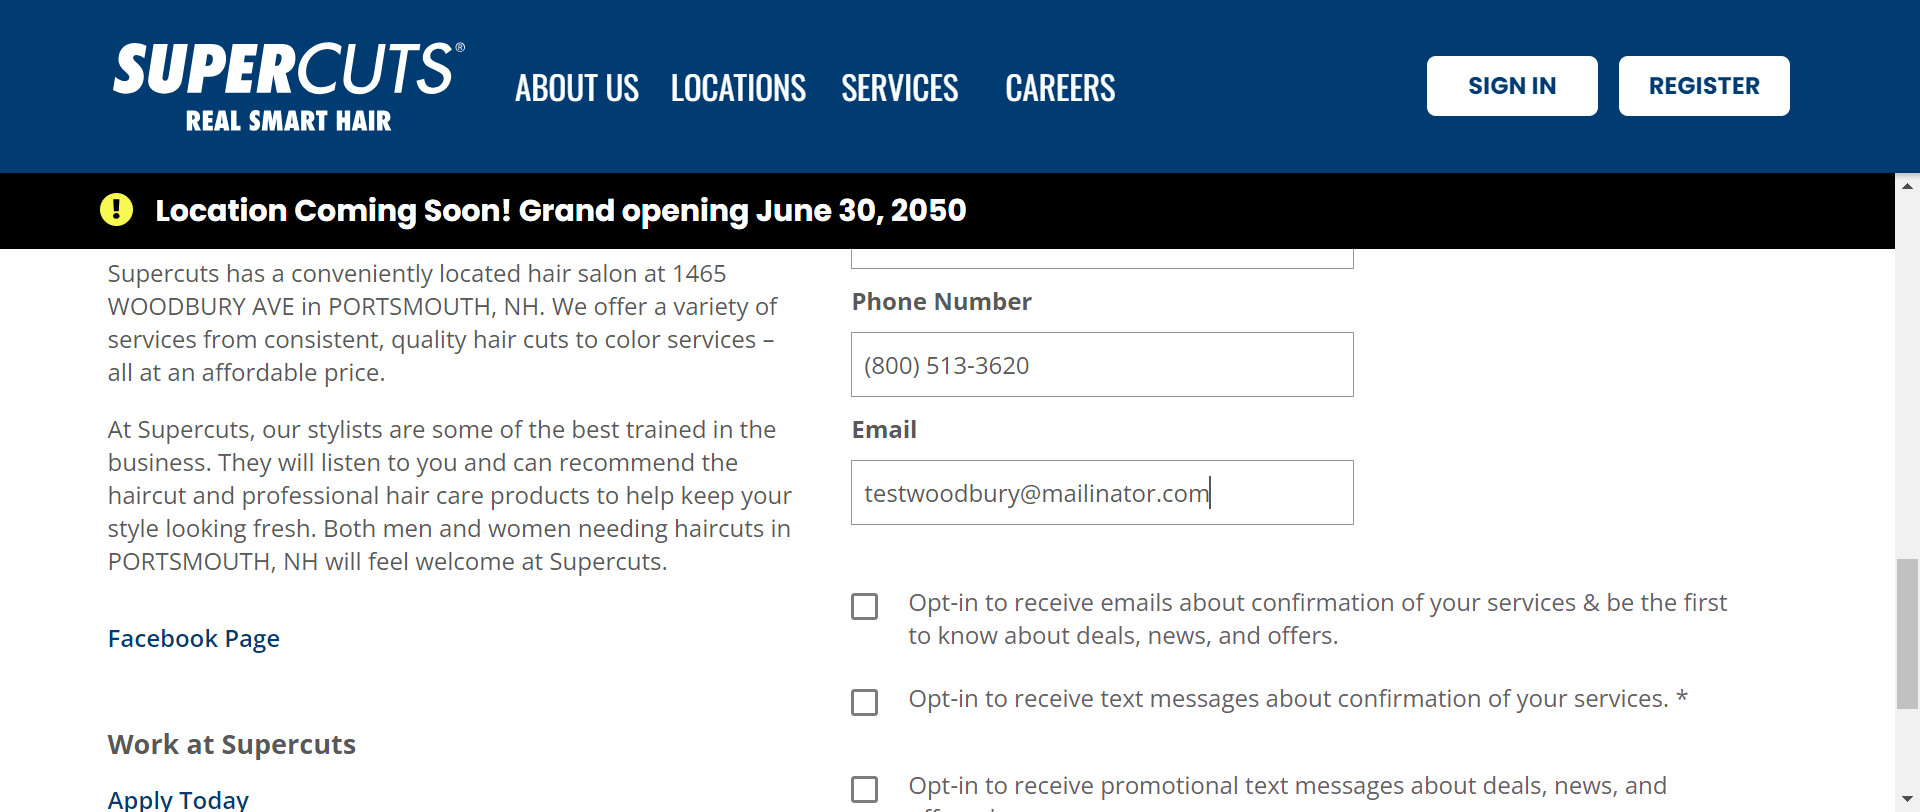 SUPERCUTS®
REAL SMART HAIR
ABOUT US LOCATIONS SERVICES CAREERS
SIGN IN REGISTER
Location Coming Soon! Grand opening June 30, 2050
Supercuts has a conveniently located hair salon at 1465
WOODBURY AVE in PORTSMOUTH, NH. We offer a variety of
services from consistent, quality hair cuts to color services –
all at an affordable price.
At Supercuts, our stylists are some of the best trained in the
business. They will listen to you and can recommend the
haircut and professional hair care products to help keep your
style looking fresh. Both men and women needing haircuts in
PORTSMOUTH, NH will feel welcome at Supercuts.
Facebook Page
Work at Supercuts
Apply Today
Phone Number
(800) 513-3620
Email
testwoodbury@mailinator.com
Opt-in to receive emails about confirmation of your services & be the first
to know about deals, news, and offers.
Opt-in to receive text messages about confirmation of your services. *
Opt-in to receive promotional text messages about deals, news, and